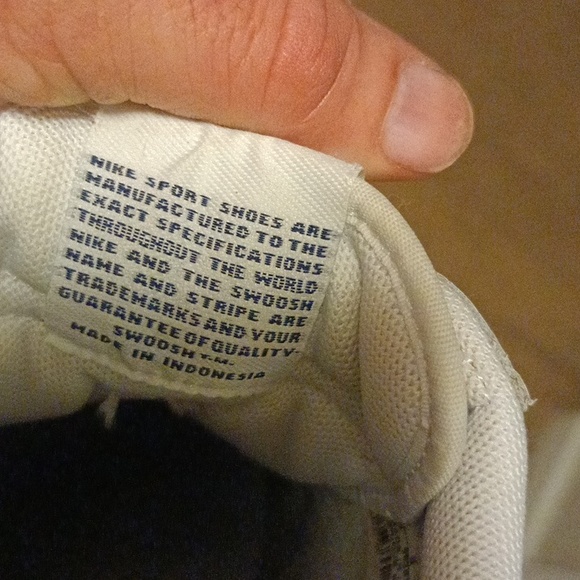 NIKE SPORT SHOES ARE
MANUFACTURED TO THE
EXACT SPECIFICATIONS
THROUGHOUT THE WORLD
NIKE AND THE SWOOSH
NAME AND STRIPE ARE
TRADEMARKS AND YOUR
GUARANTEE OF QUALITY.
SWOOSH T.M.
MADE IN INDONESIA